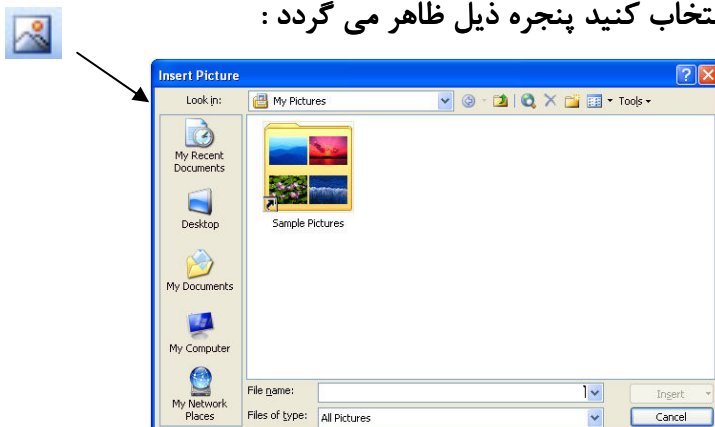 کنید پنجره ذیل ظاهر می گردد :
Insert Picture
Look in:
My Pictures
Tools
My Recent
Documents
Desktop
My Documents
My Computer
My Network
Places
Sample Pictures
File name:
Insert
Files of type:
All Pictures
Cancel